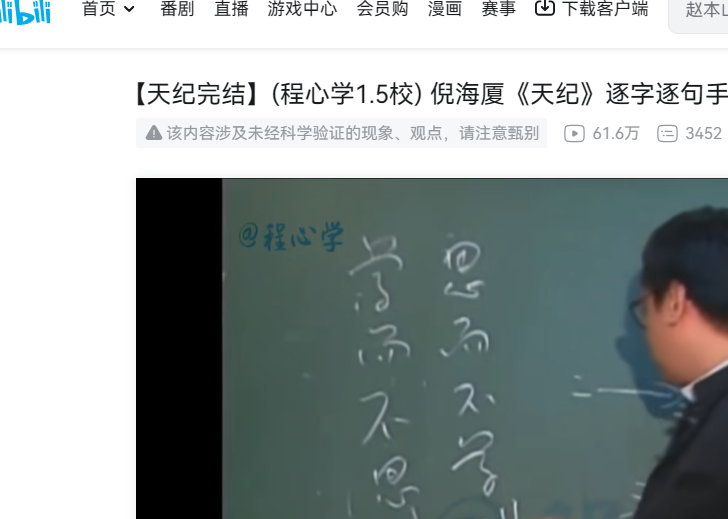 bilibili
首页 番剧 直播 游戏中心 会员购 漫画 赛事 下载客户端 赵本
【天纪完结】(程心学1.5校) 倪海厦《天纪》逐字逐句手
该内容涉及未经科学验证的现象、观点，请注意甄别 61.6万 3452
@程心学
思而不学
学而不思